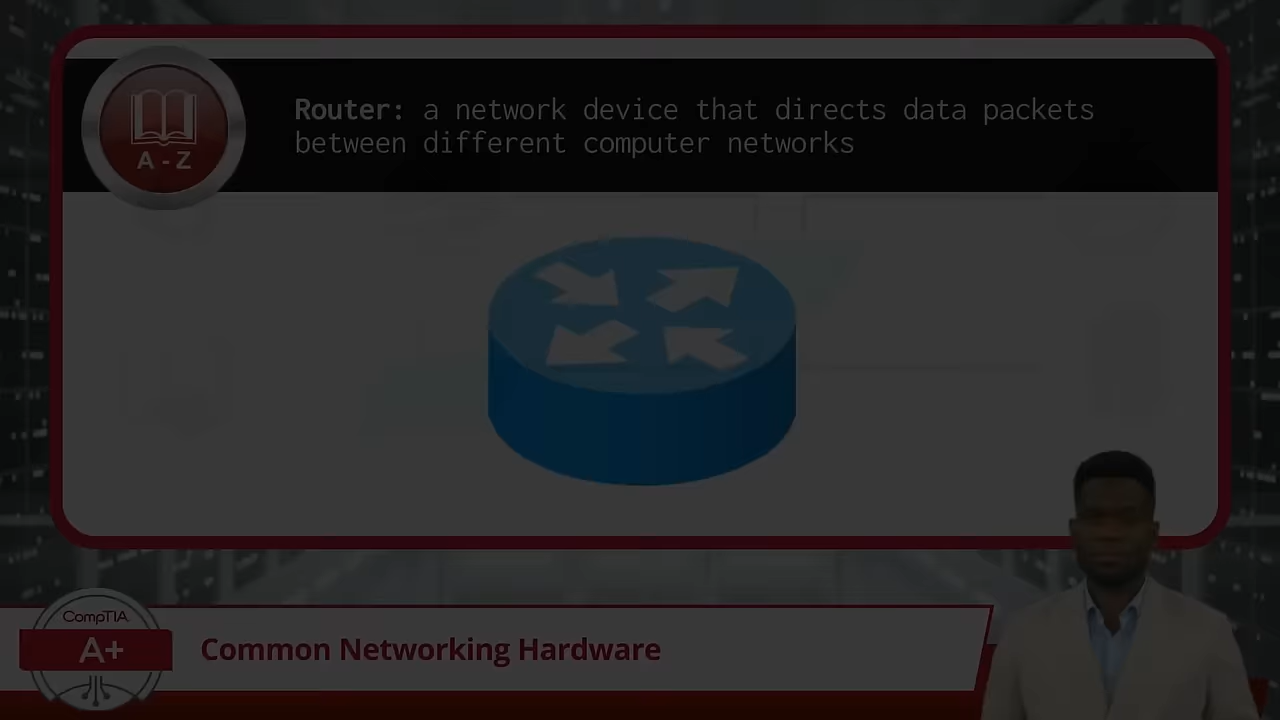 Router: a network device that directs data packets
between different computer networks
A - Z
CompTIA.
A+
Common Networking Hardware